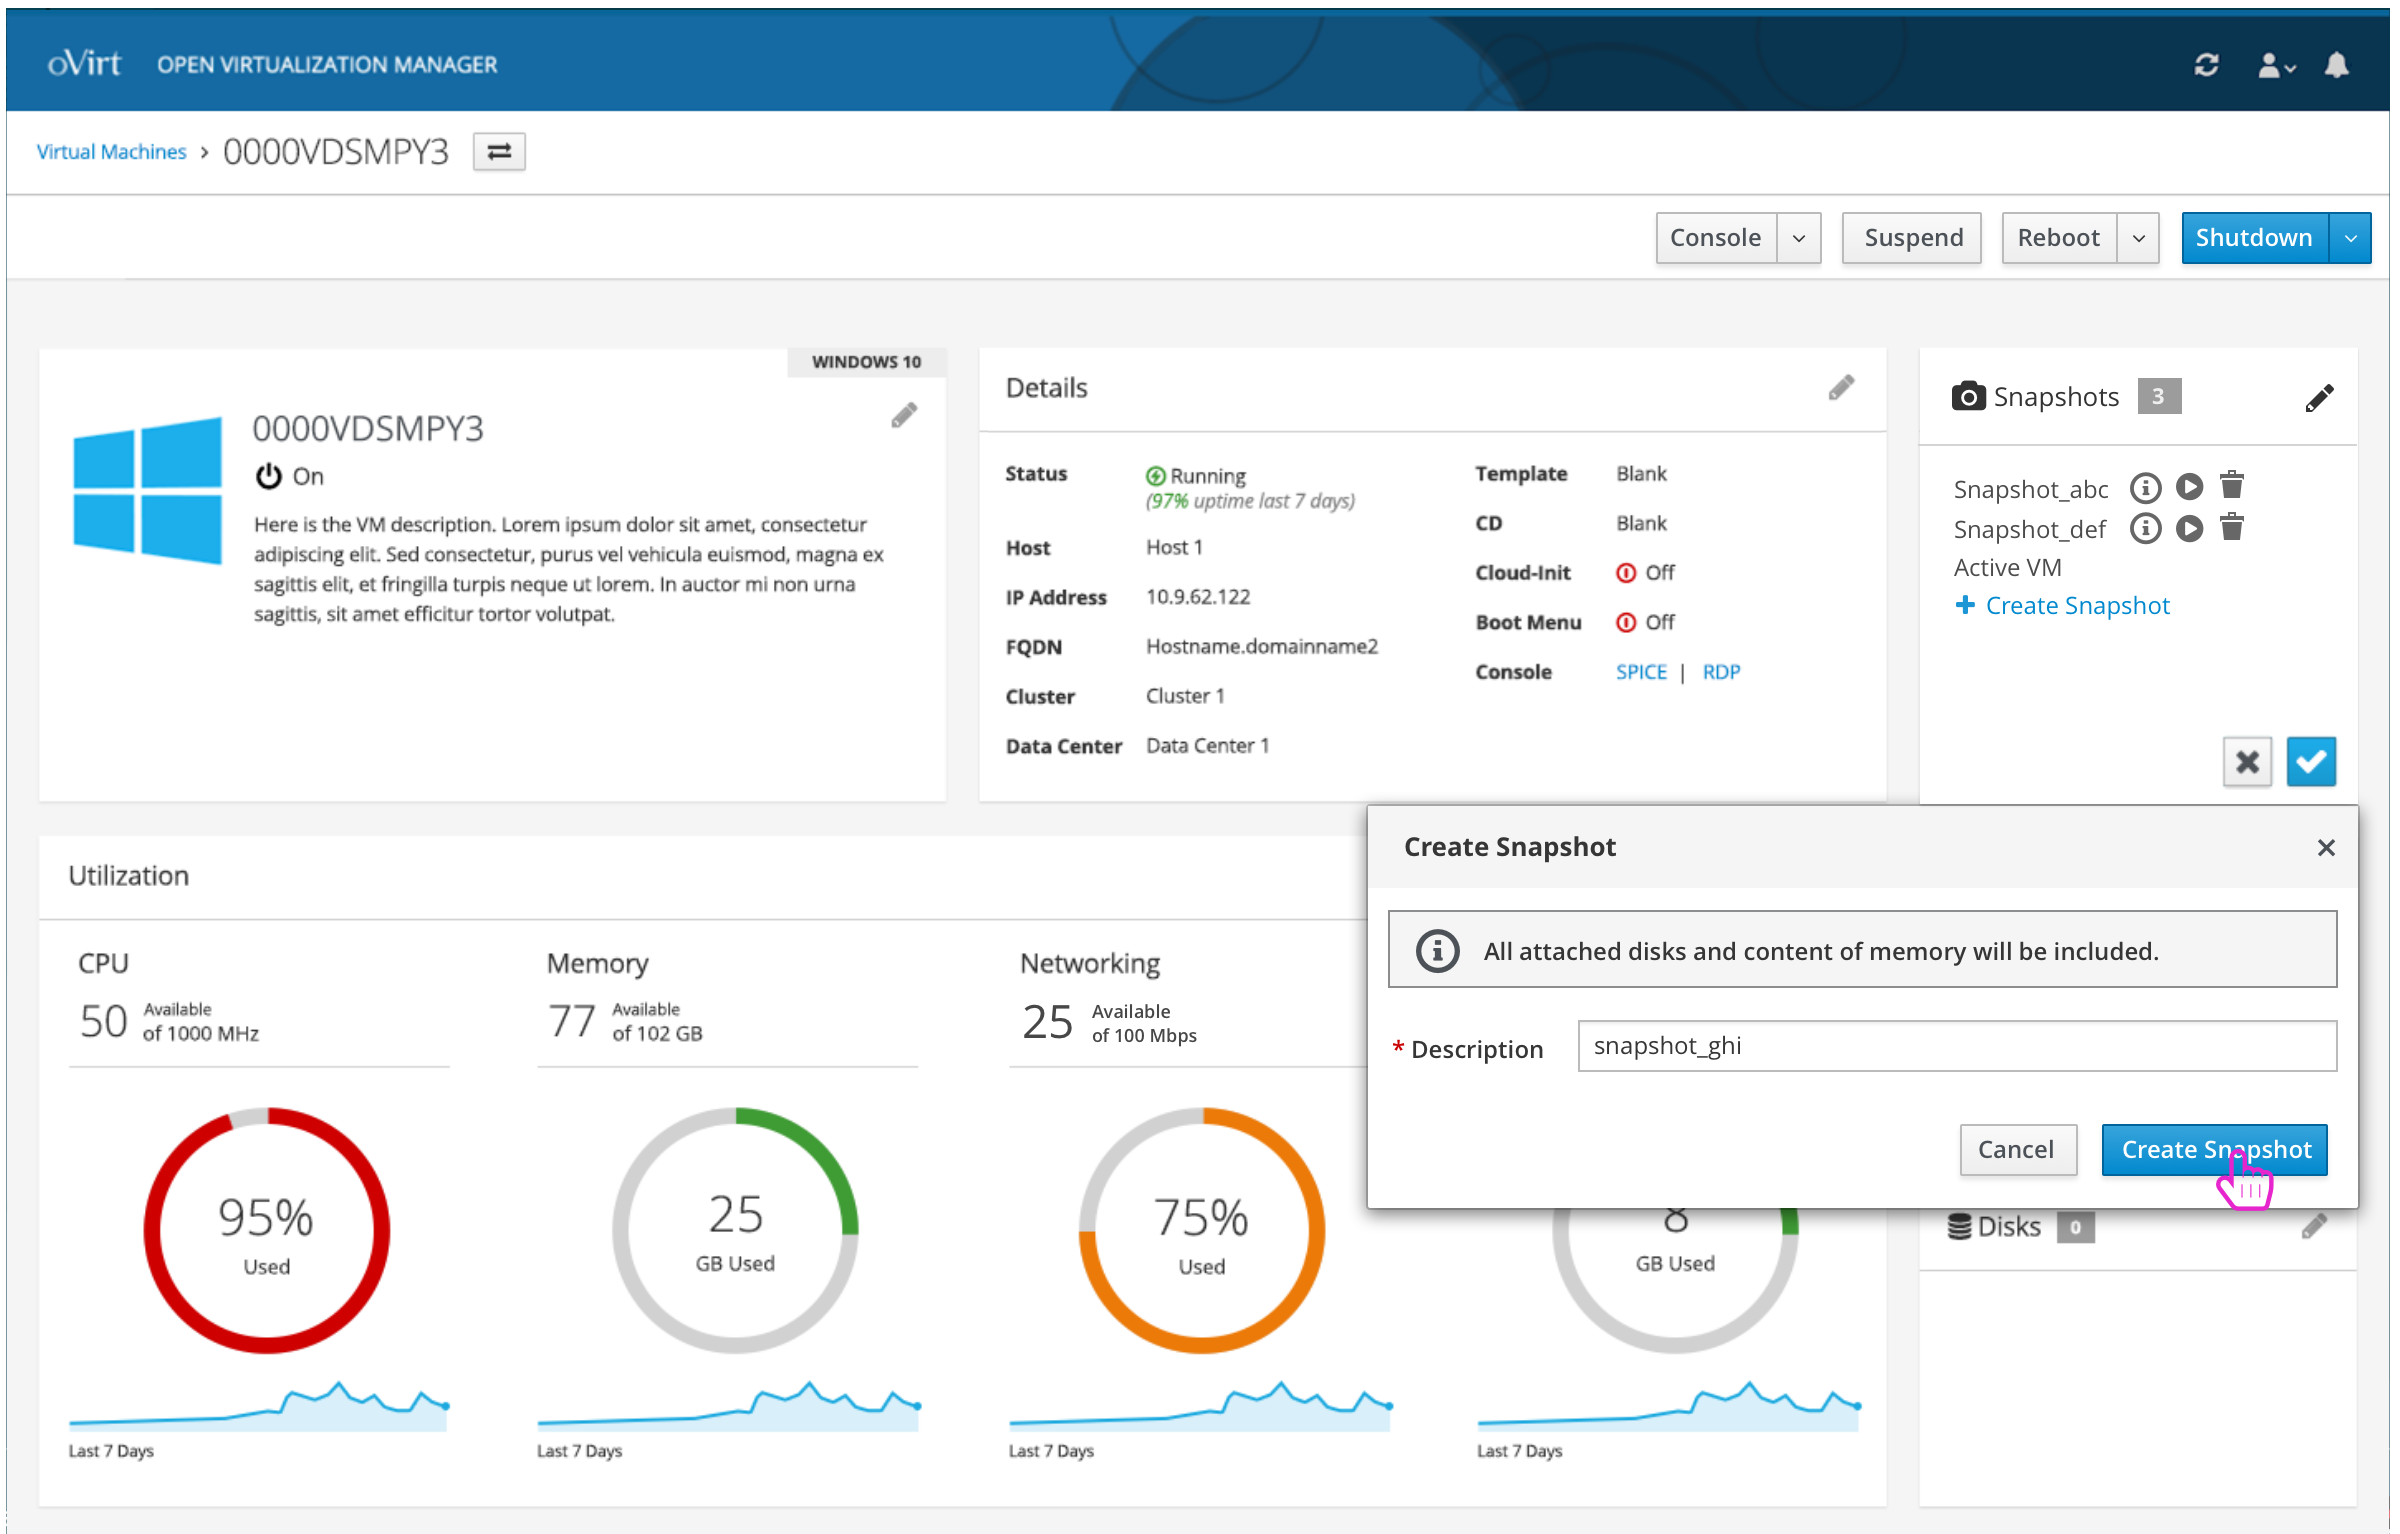 oVirt OPEN VIRTUALIZATION MANAGER
Virtual Machines > 0000VDSMPY3
Console Suspend Reboot Shutdown
WINDOWS 10
0000VDSMPY3
On
Here is the VM description. Lorem ipsum dolor sit amet, consectetur
adipiscing elit. Sed consectetur, purus vel vehicula euismod, magna ex
sagittis elit, et fringilla turpis neque ut lorem. In auctor mi non urna
sagittis, sit amet efficitur tortor volutpat.
Details
Status Running
(97% uptime last 7 days)
Host Host 1
IP Address 10.9.62.122
FQDN Hostname.domainname2
Cluster Cluster 1
Data Center Data Center 1
Template Blank
CD Blank
Cloud-Init Off
Boot Menu Off
Console SPICE | RDP
Snapshots 3
Snapshot_abc
Snapshot_def
Active VM
+ Create Snapshot
Create Snapshot
All attached disks and content of memory will be included.
* Description snapshot_ghi
Cancel Create Snapshot
Utilization
CPU
50 Available
of 1000 MHz
95%
Used
Last 7 Days
Memory
77 Available
of 102 GB
25
GB Used
Last 7 Days
Networking
25 Available
of 100 Mbps
75%
Used
Last 7 Days
8
GB Used
Last 7 Days
Disks 0